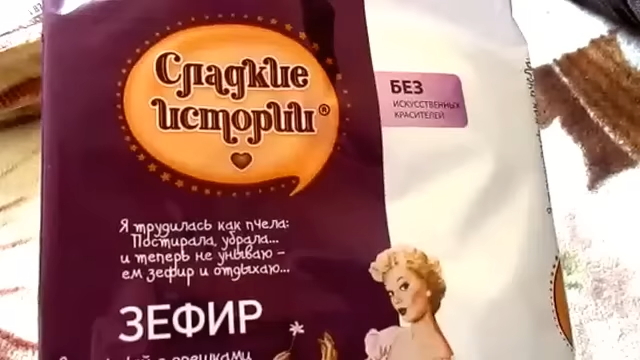 Сладкие
истории®
БЕЗ
ИСКУССТВЕННЫХ
КРАСИТЕЛЕЙ
Я трудилась как пчела:
Постирала, убрала...
и теперь не унываю -
ем зефир и отдыхаю...
ЗЕФИР